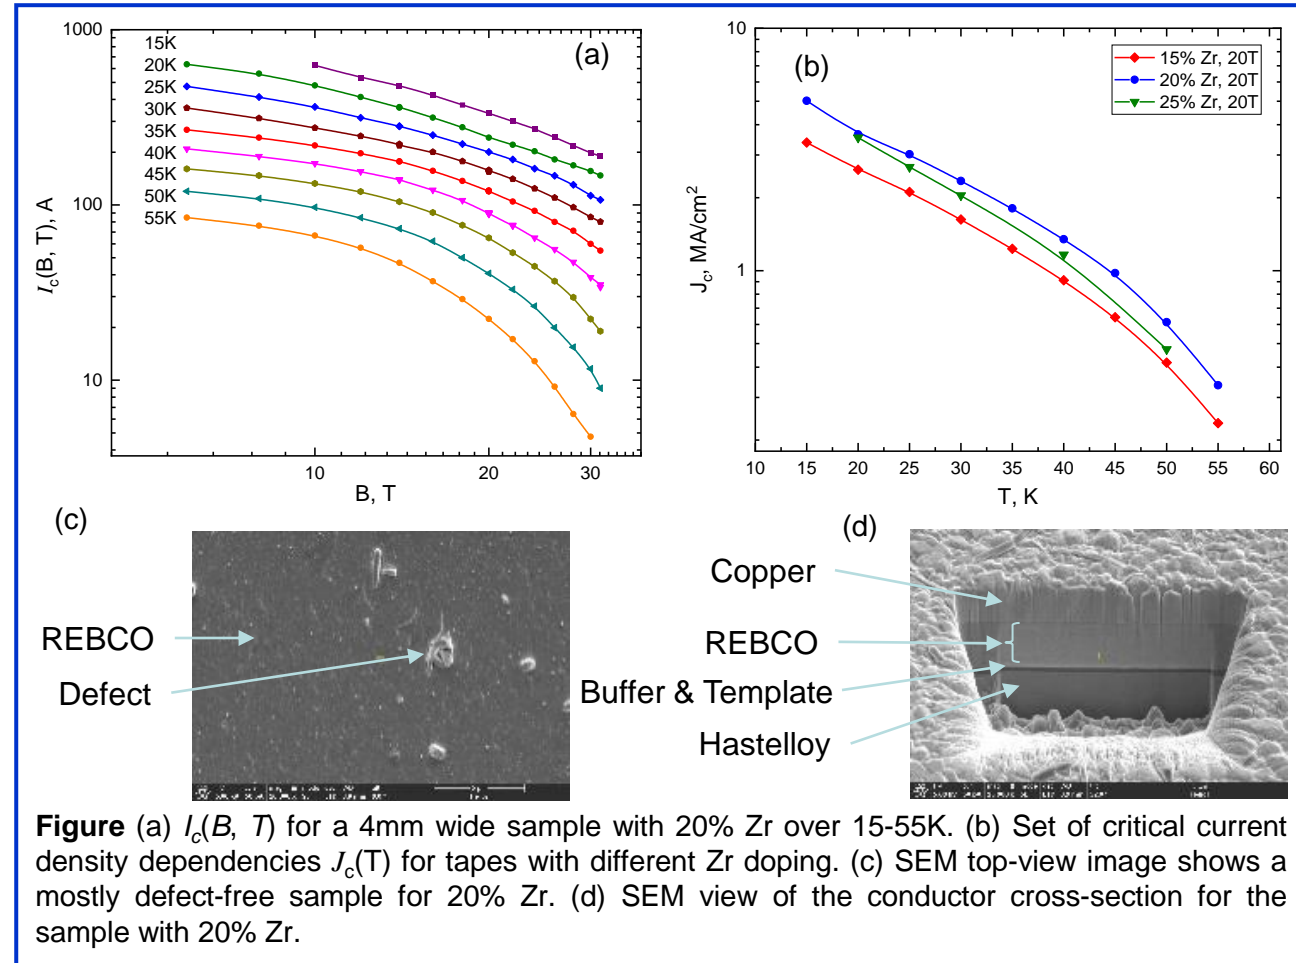 (a)
1000
100
10
15K
20K
25K
30K
35K
40K
45K
50K
55K
10 20 30
I_c(B, T), A
B, T
(b)
10
1
15% Zr, 20T
20% Zr, 20T
25% Zr, 20T
10 15 20 25 30 35 40 45 50 55 60
J_c, MA/cm²
T, K
(c)
REBCO
Defect
(d)
Copper
REBCO
Buffer & Template
Hastelloy
Figure (a) I_c(B, T) for a 4mm wide sample with 20% Zr over 15-55K. (b) Set of critical current
density dependencies J_c(T) for tapes with different Zr doping. (c) SEM top-view image shows a
mostly defect-free sample for 20% Zr. (d) SEM view of the conductor cross-section for the
sample with 20% Zr.